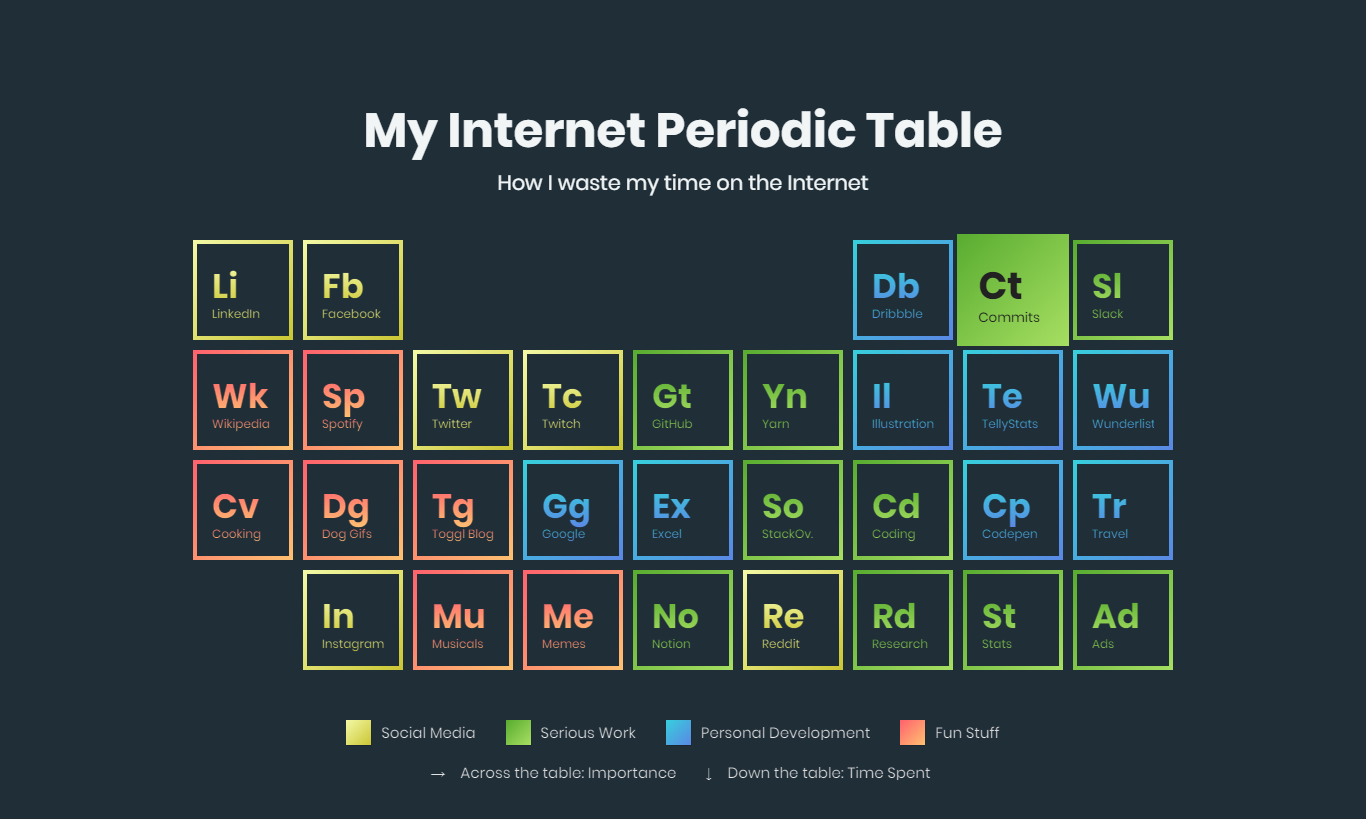 My Internet Periodic Table
How I waste my time on the Internet
Li Fb Db Ct Sl
LinkedIn Facebook Dribbble Commits Slack
Wk Sp Tw Tc Gt Yn Il Te Wu
Wikipedia Spotify Twitter Twitch GitHub Yarn Illustration TellyStats Wunderlist
Cv Dg Tg Gg Ex So Cd Cp Tr
Cooking Dog Gifs Toggl Blog Google Excel StackOv. Coding Codepen Travel
In Mu Me No Re Rd St Ad
Instagram Musicals Memes Notion Reddit Research Stats Ads
Social Media Serious Work Personal Development Fun Stuff
→ Across the table: Importance ↓ Down the table: Time Spent